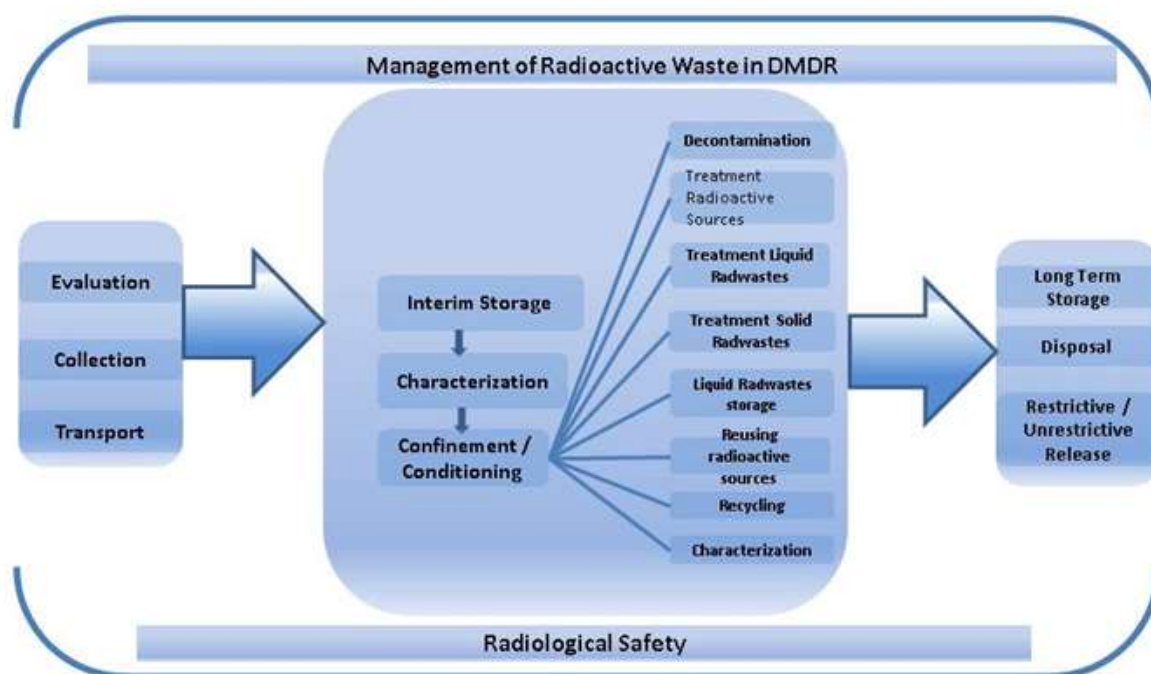 Management of Radioactive Waste in DMDR
Evaluation
Collection
Transport
Interim Storage
Characterization
Confinement /
Conditioning
Decontamination
Treatment
Radioactive
Sources
Treatment Liquid
Radwastes
Treatment Solid
Radwastes
Liquid Radwastes
storage
Reusing
radioactive
sources
Recycling
Characterization
Long Term
Storage
Disposal
Restrictive /
Unrestrictive
Release
Radiological Safety